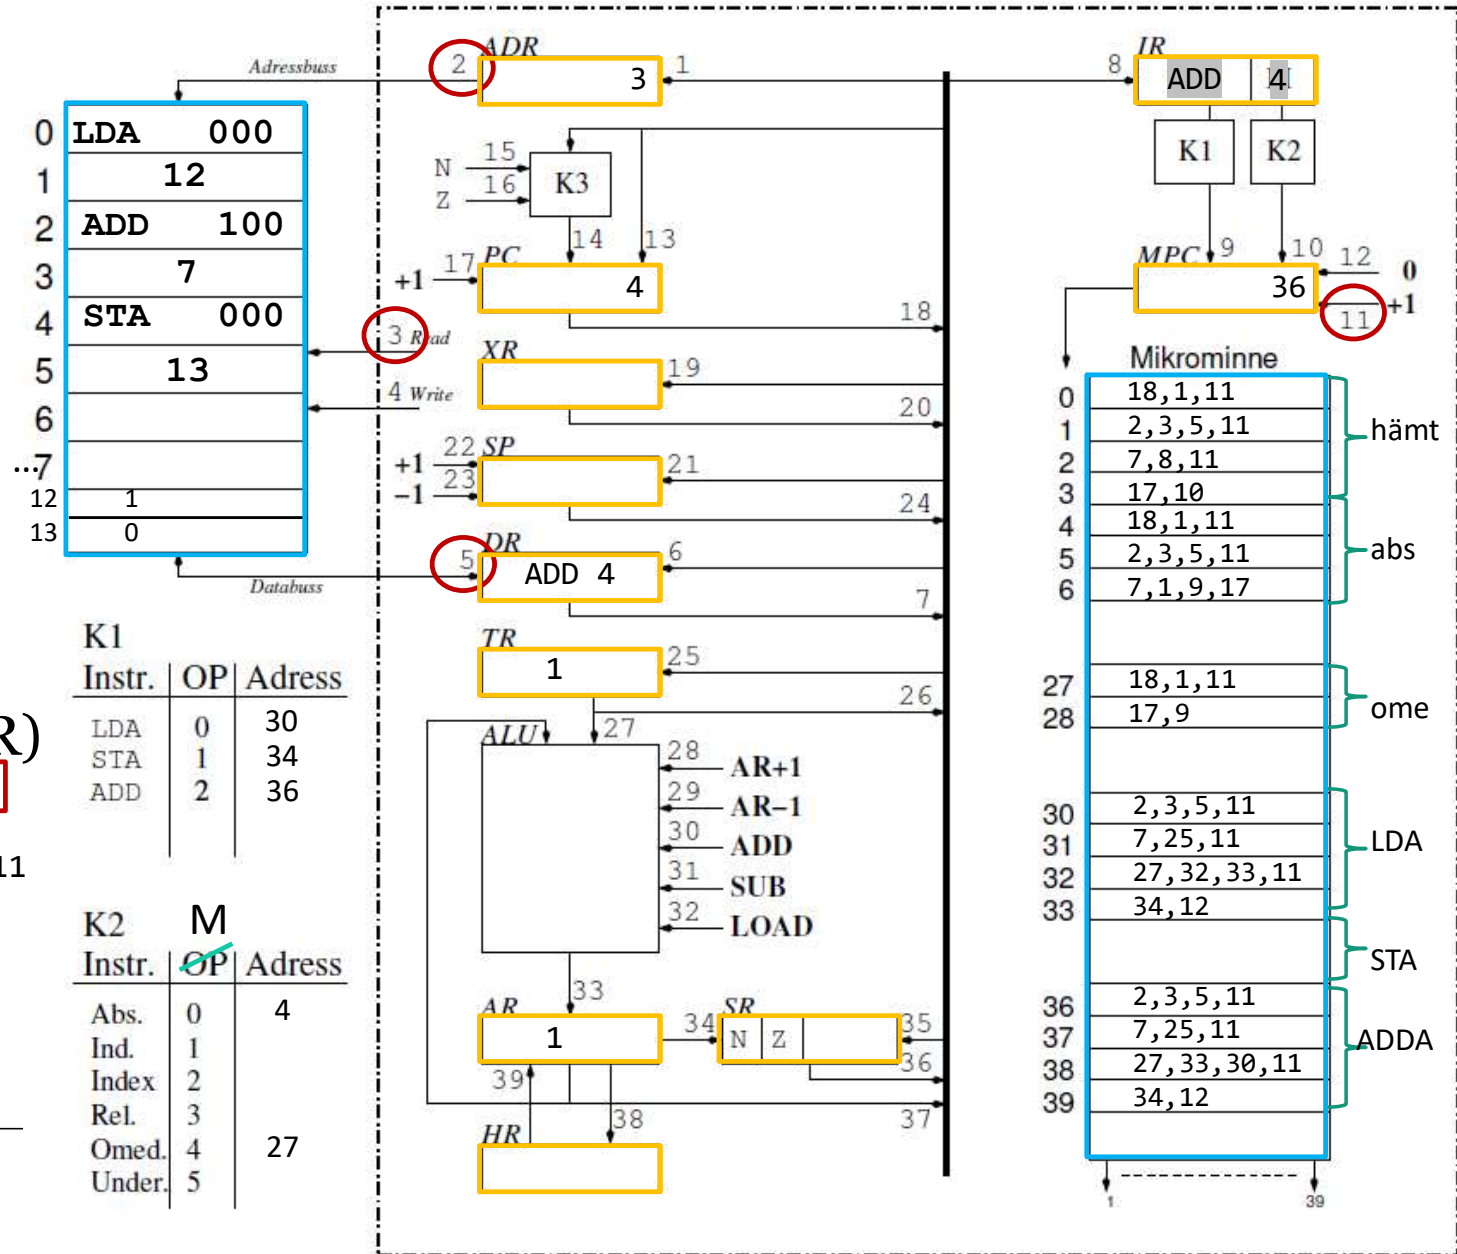 ADR
2
Adressbuss
3
1
8
IR
ADD 4
0 LDA 000
1 12
2 ADD 100
3 7
4 STA 000
5 13
6
...7
12 1
13 0
3 Read
4 Write
Databuss
N 15
Z 16
K3
14
13
PC
+1 17
4
18
XR
19
20
+1 22 SP
−1 23
21
24
DR
5
ADD 4
6
7
TR
1
25
26
27
ALU
28 AR+1
29 AR−1
30 ADD
31 SUB
32 LOAD
33
AR
1
34
SR
N Z
35
36
37
39
38
HR
K1 K2
9
10
MPC
36
12 0
11 +1
Mikrominne
0 18,1,11
1 2,3,5,11
2 7,8,11
3 17,10
hämt
4 18,1,11
5 2,3,5,11
6 7,1,9,17
abs
27 18,1,11
28 17,9
ome
30 2,3,5,11
31 7,25,11
32 27,32,33,11
33 34,12
LDA
STA
36 2,3,5,11
37 7,25,11
38 27,33,30,11
39 34,12
ADDA
1 39
K1
Instr. OP Adress
LDA 0 30
STA 1 34
ADD 2 36
R)
11
K2 M
Instr. OP Adress
Abs. 0 4
Ind. 1
Index 2
Rel. 3
Omed. 4 27
Under. 5